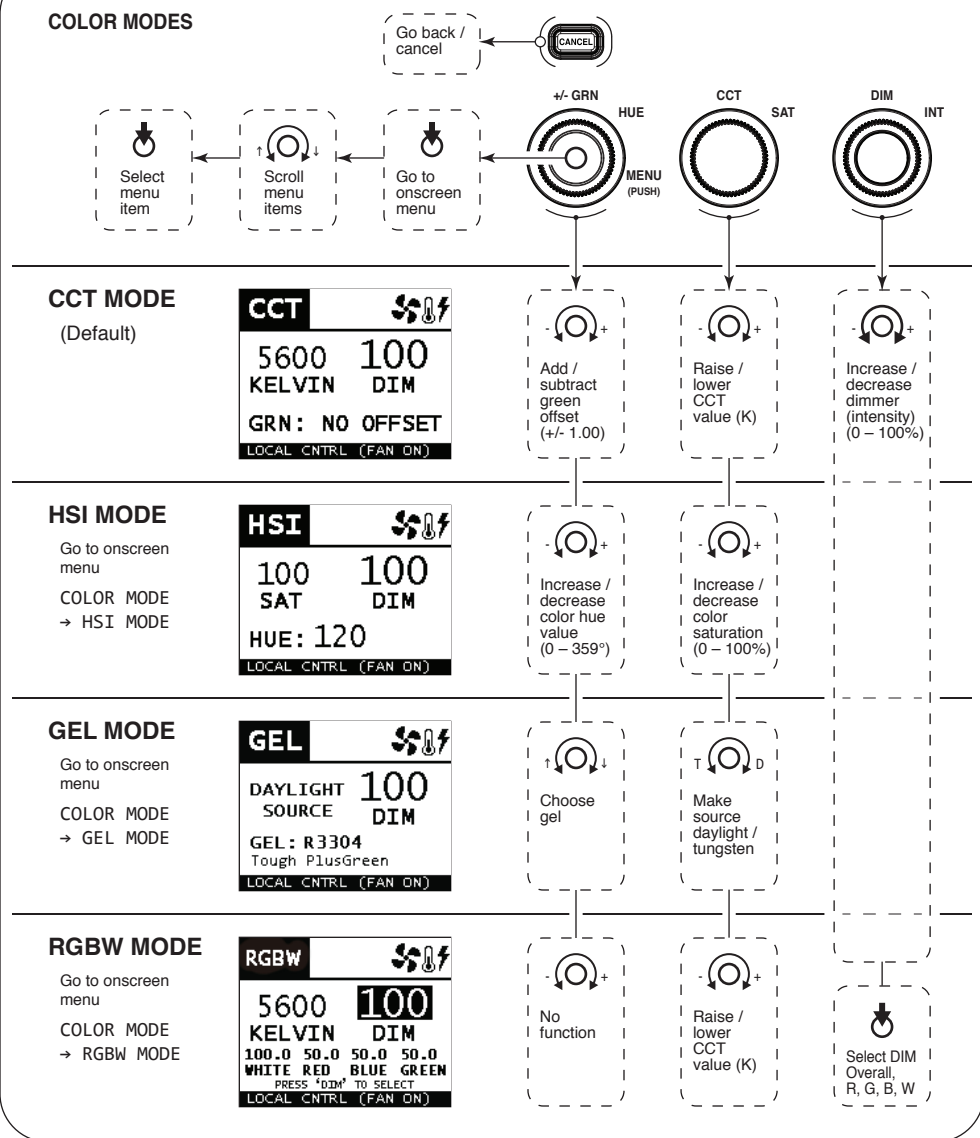 COLOR MODES
Go back /
cancel
CANCEL
+/- GRN
HUE
MENU
(PUSH)
CCT
SAT
DIM
INT
Select
menu
item
↑ ↓
Scroll
menu
items
Go to
onscreen
menu
CCT MODE
(Default)
CCT
5600 100
KELVIN DIM
GRN: NO OFFSET
LOCAL CNTRL (FAN ON)
- +
Add /
subtract
green
offset
(+/- 1.00)
- +
Raise /
lower
CCT
value (K)
- +
Increase /
decrease
dimmer
(intensity)
(0 – 100%)
HSI MODE
Go to onscreen
menu
COLOR MODE
→ HSI MODE
HSI
100 100
SAT DIM
HUE: 120
LOCAL CNTRL (FAN ON)
- +
Increase /
decrease
color hue
value
(0 – 359°)
- +
Increase /
decrease
color
saturation
(0 – 100%)
GEL MODE
Go to onscreen
menu
COLOR MODE
→ GEL MODE
GEL
DAYLIGHT 100
SOURCE DIM
GEL: R3304
Tough PlusGreen
LOCAL CNTRL (FAN ON)
↑ ↓
Choose
gel
T D
Make
source
daylight /
tungsten
RGBW MODE
Go to onscreen
menu
COLOR MODE
→ RGBW MODE
RGBW
5600 100
KELVIN DIM
100.0 50.0 50.0 50.0
WHITE RED BLUE GREEN
PRESS ‘DIM’ TO SELECT
LOCAL CNTRL (FAN ON)
- +
No
function
- +
Raise /
lower
CCT
value (K)
Select DIM
Overall,
R, G, B, W